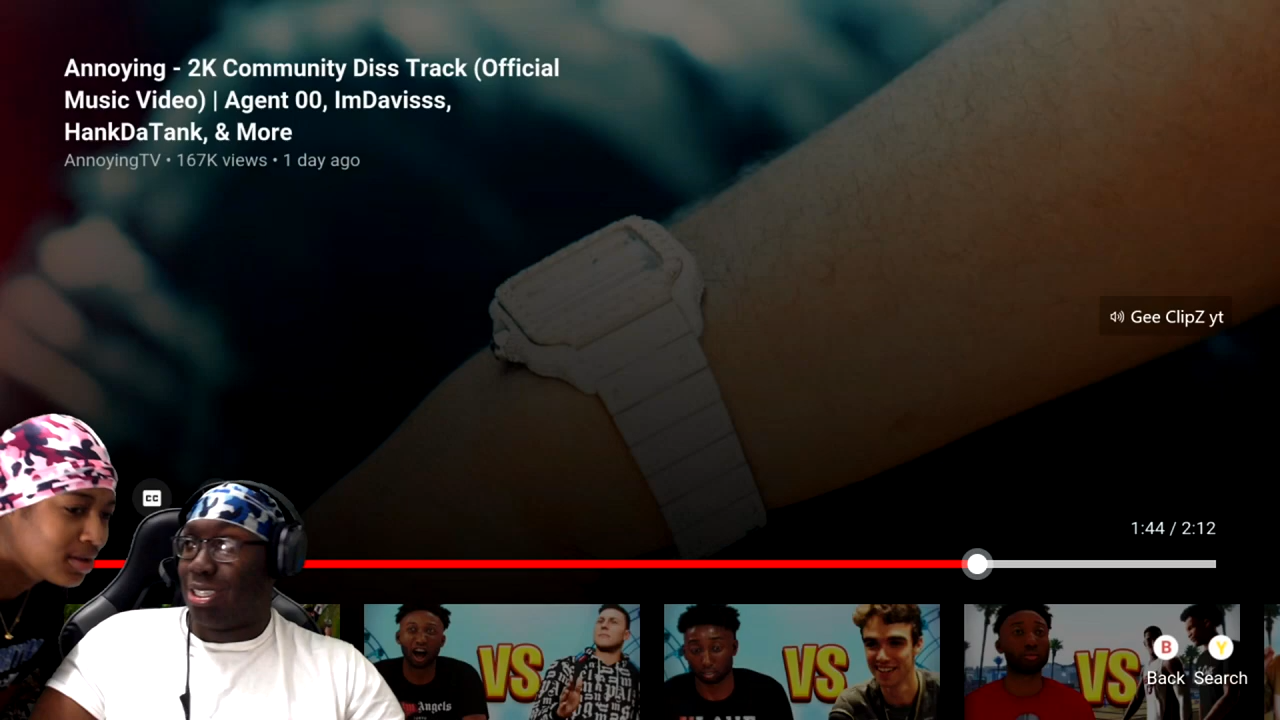 Annoying - 2K Community Diss Track (Official
Music Video) | Agent 00, ImDavisss,
HankDaTank, & More
AnnoyingTV • 167K views • 1 day ago
Gee ClipZ yt
CC
1:44 / 2:12
VS
VS
VS
Angeles
B
Y
Back
Search